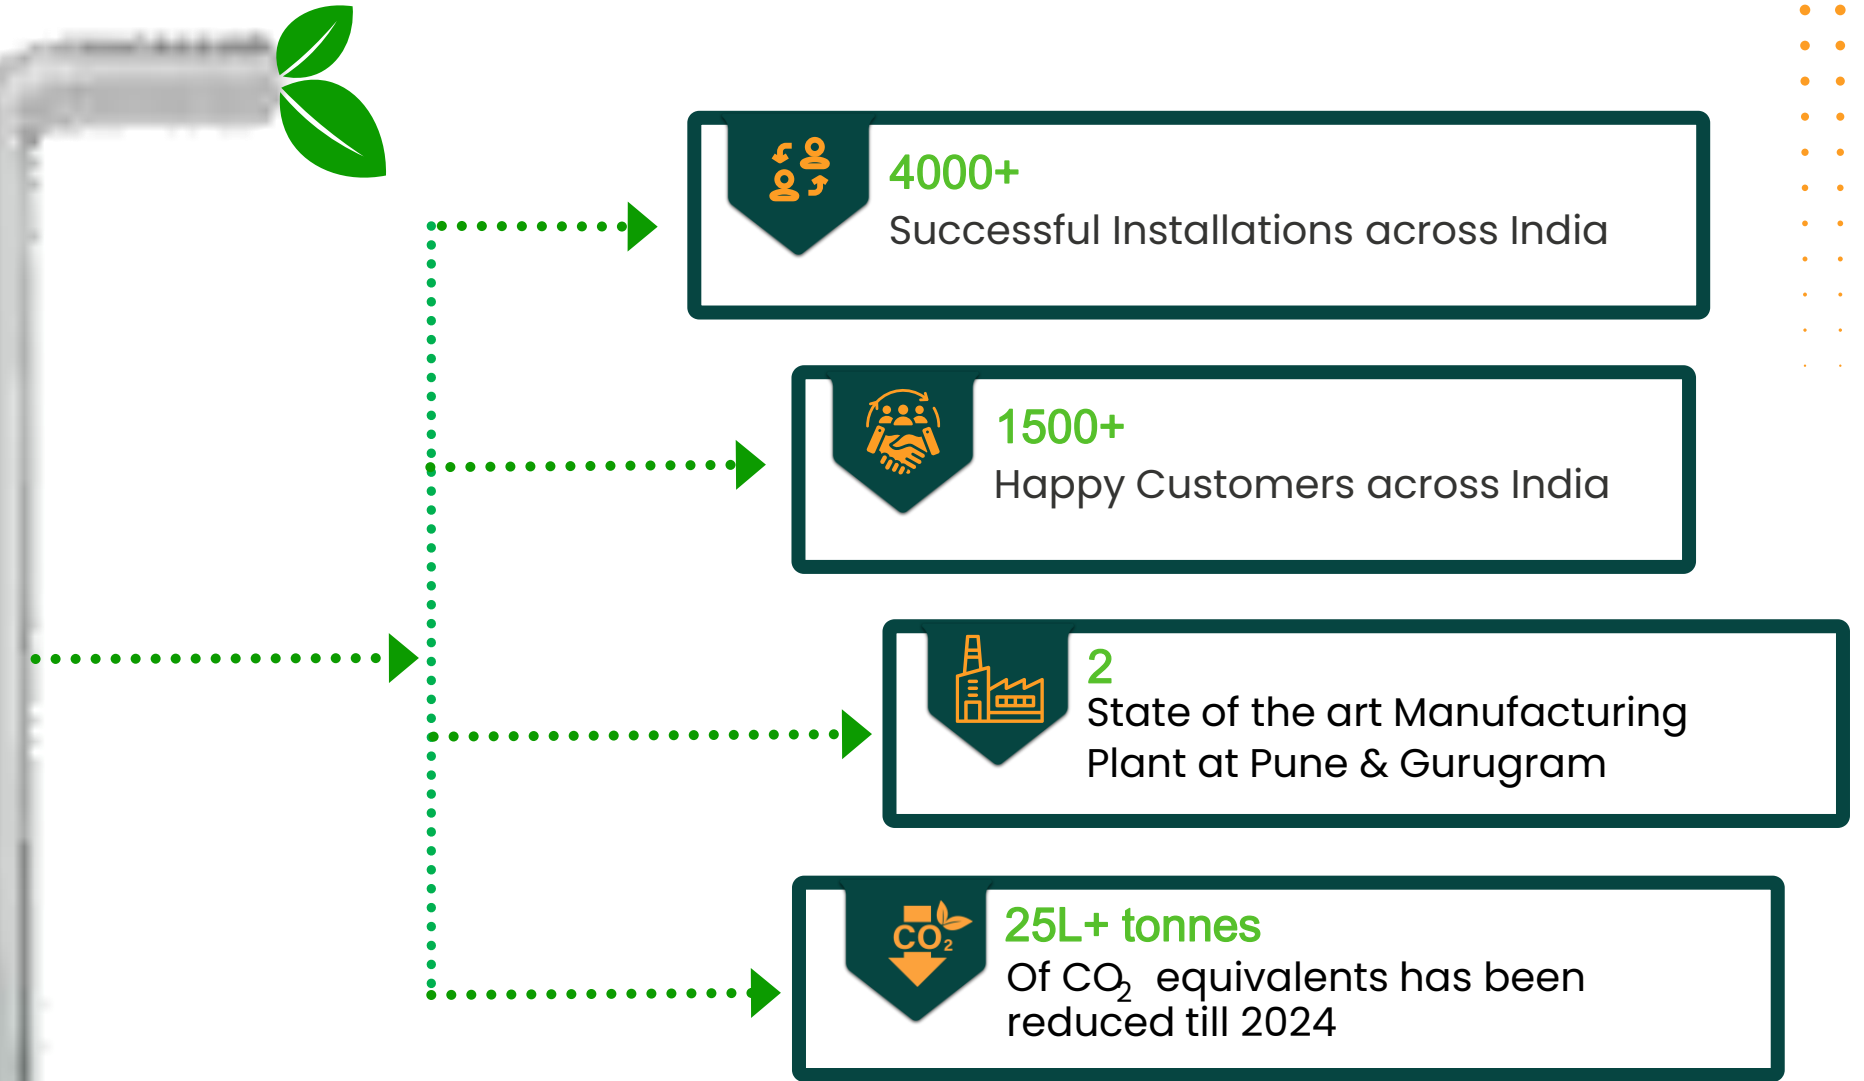 4000+
Successful Installations across India
1500+
Happy Customers across India
2
State of the art Manufacturing
Plant at Pune & Gurugram
CO₂
25L+ tonnes
Of CO₂ equivalents has been
reduced till 2024